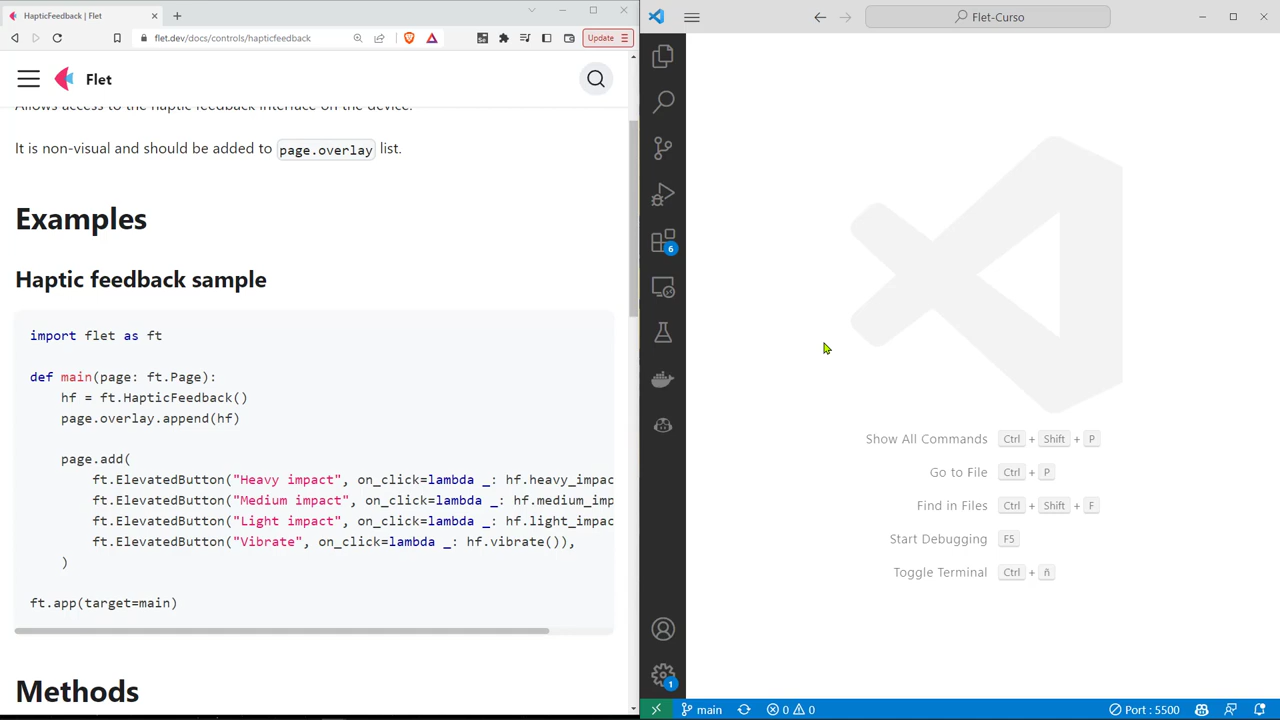 HapticFeedback | Flet
flet.dev/docs/controls/hapticfeedback
Update
Flet
Allows access to the haptic feedback interface on the device.
It is non-visual and should be added to page.overlay list.
Examples
Haptic feedback sample
import flet as ft
def main(page: ft.Page):
hf = ft.HapticFeedback()
page.overlay.append(hf)
page.add(
ft.ElevatedButton("Heavy impact", on_click=lambda _: hf.heavy_impac
ft.ElevatedButton("Medium impact", on_click=lambda _: hf.medium_imp
ft.ElevatedButton("Light impact", on_click=lambda _: hf.light_impac
ft.ElevatedButton("Vibrate", on_click=lambda _: hf.vibrate()),
)
ft.app(target=main)
Methods
Flet-Curso
6
Show All Commands Ctrl + Shift + P
Go to File Ctrl + P
Find in Files Ctrl + Shift + F
Start Debugging F5
Toggle Terminal Ctrl + ñ
1
main 0 0 Port : 5500